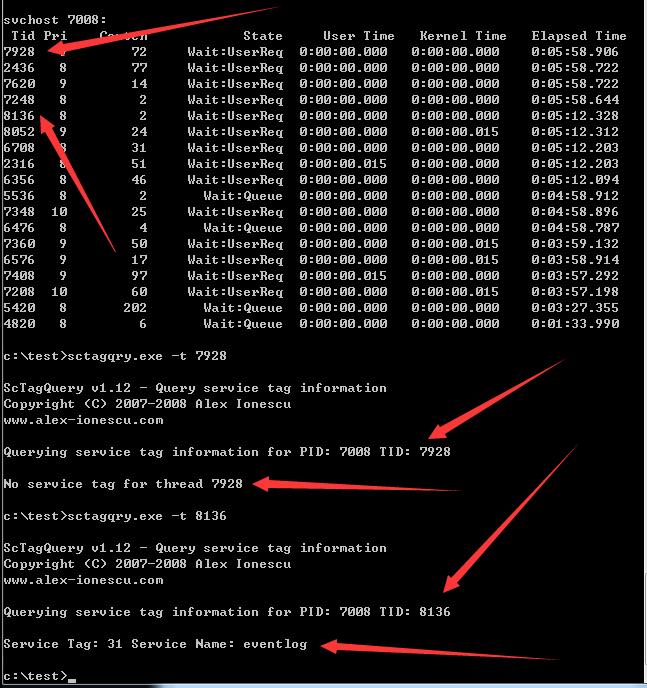 svchost 7008:
Tid Pri State User Time Kernel Time Elapsed Time
7928 72 Wait:UserReq 0:00:00.000 0:00:00.000 0:05:58.906
2436 8 77 Wait:UserReq 0:00:00.000 0:00:00.000 0:05:58.722
7620 9 14 Wait:UserReq 0:00:00.000 0:00:00.000 0:05:58.722
7248 8 2 Wait:UserReq 0:00:00.000 0:00:00.000 0:05:58.644
8136 8 2 Wait:UserReq 0:00:00.000 0:00:00.000 0:05:12.328
8052 9 24 Wait:UserReq 0:00:00.000 0:00:00.015 0:05:12.312
6708 8 31 Wait:UserReq 0:00:00.000 0:00:00.000 0:05:12.203
2316 8 51 Wait:UserReq 0:00:00.015 0:00:00.000 0:05:12.203
6356 8 46 Wait:UserReq 0:00:00.000 0:00:00.000 0:05:12.094
5536 8 2 Wait:Queue 0:00:00.000 0:00:00.000 0:04:58.912
7348 10 25 Wait:UserReq 0:00:00.000 0:00:00.000 0:04:58.896
6476 8 4 Wait:Queue 0:00:00.000 0:00:00.000 0:04:58.787
7360 9 50 Wait:UserReq 0:00:00.000 0:00:00.015 0:03:59.132
6576 9 17 Wait:UserReq 0:00:00.000 0:00:00.015 0:03:58.914
7408 9 97 Wait:UserReq 0:00:00.015 0:00:00.000 0:03:57.292
7208 10 60 Wait:UserReq 0:00:00.000 0:00:00.015 0:03:57.198
5420 8 202 Wait:Queue 0:00:00.000 0:00:00.000 0:03:27.355
4820 8 6 Wait:Queue 0:00:00.000 0:00:00.000 0:01:33.990
c:\test>sctagqry.exe -t 7928
ScTagQuery v1.12 - Query service tag information
Copyright (C) 2007-2008 Alex Ionescu
www.alex-ionescu.com
Querying service tag information for PID: 7008 TID: 7928
No service tag for thread 7928
c:\test>sctagqry.exe -t 8136
ScTagQuery v1.12 - Query service tag information
Copyright (C) 2007-2008 Alex Ionescu
www.alex-ionescu.com
Querying service tag information for PID: 7008 TID: 8136
Service Tag: 31 Service Name: eventlog
c:\test>_